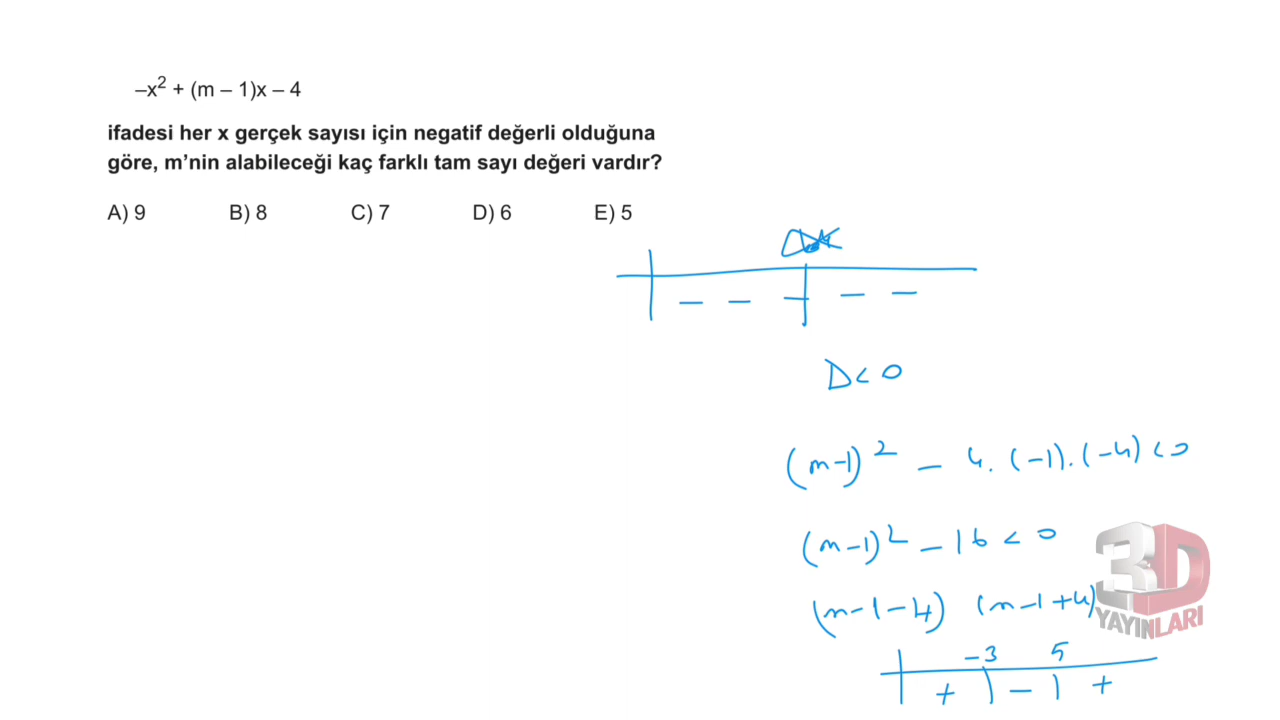 –x² + (m – 1)x – 4
ifadesi her x gerçek sayısı için negatif değerli olduğuna
göre, m’nin alabileceği kaç farklı tam sayı değeri vardır?
A) 9 B) 8 C) 7 D) 6 E) 5
– – – – –
D < 0
(m-1)² – 4.(-1).(-4) < 0
(m-1)² – 16 < 0
(m-1-4) (m-1+4)
-3 5
+ – +
3D
YAYINLARI